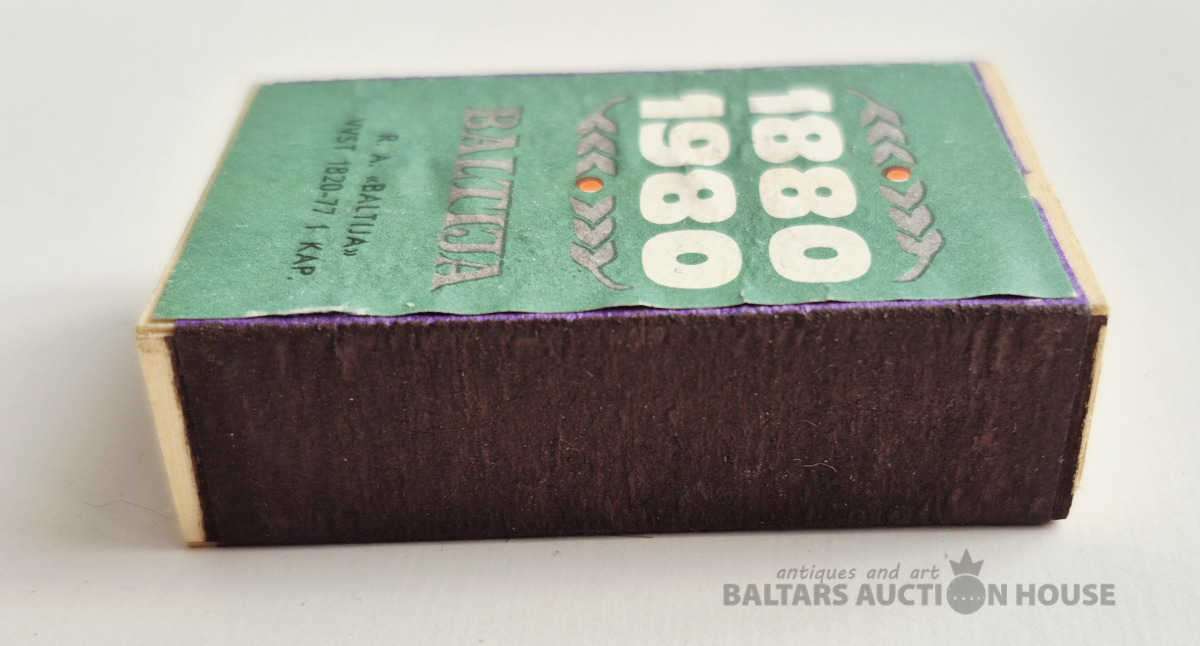 1880
1980
BALTIJA
R. A. «BALTIJA»
VVST 1820-77 1 KAP.
antiques and art
BALTARS AUCTION HOUSE